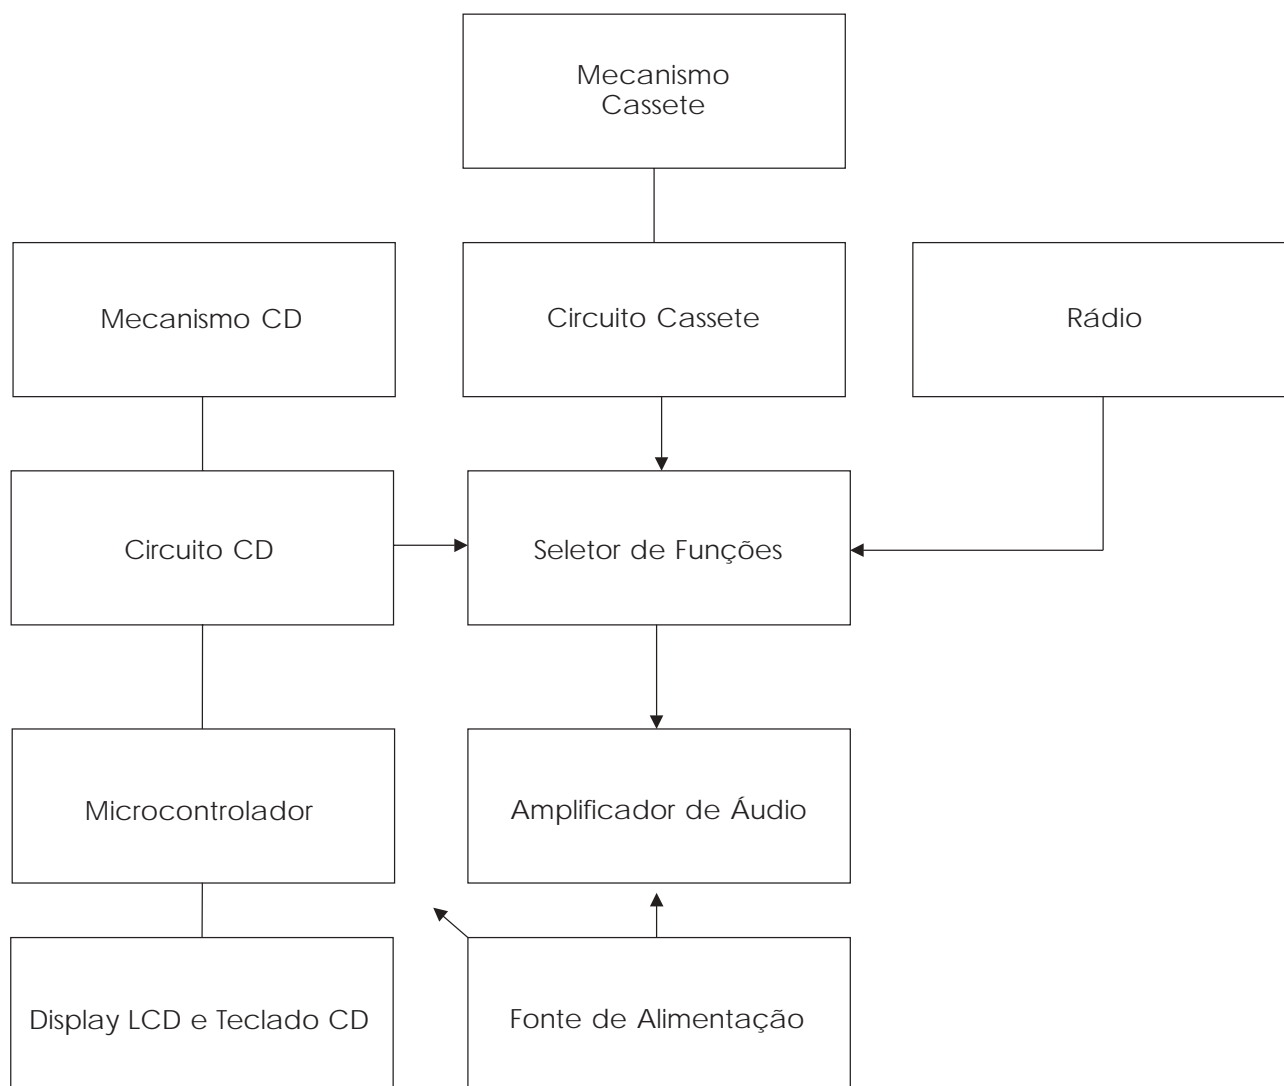 Mecanismo
Cassete
Mecanismo CD
Circuito Cassete
Rádio
Circuito CD
Seletor de Funções
Microcontrolador
Amplificador de Áudio
Display LCD e Teclado CD
Fonte de Alimentação